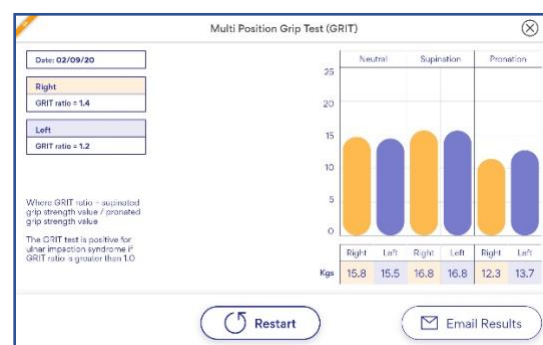 Multi Position Grip Test (GRIT)
Date: 02/09/20
Right
GRIT ratio = 1.4
Left
GRIT ratio = 1.2
Where GRIT ratio = supinated
grip strength value / pronated
grip strength value
The GRIT test is positive for
ulnar impaction syndrome if
GRIT ratio is greater than 1.0
Neutral Supination Pronation
25
20
15
10
5
0
Right Left Right Left Right Left
Kgs 15.8 15.5 16.8 16.8 12.3 13.7
Restart
Email Results